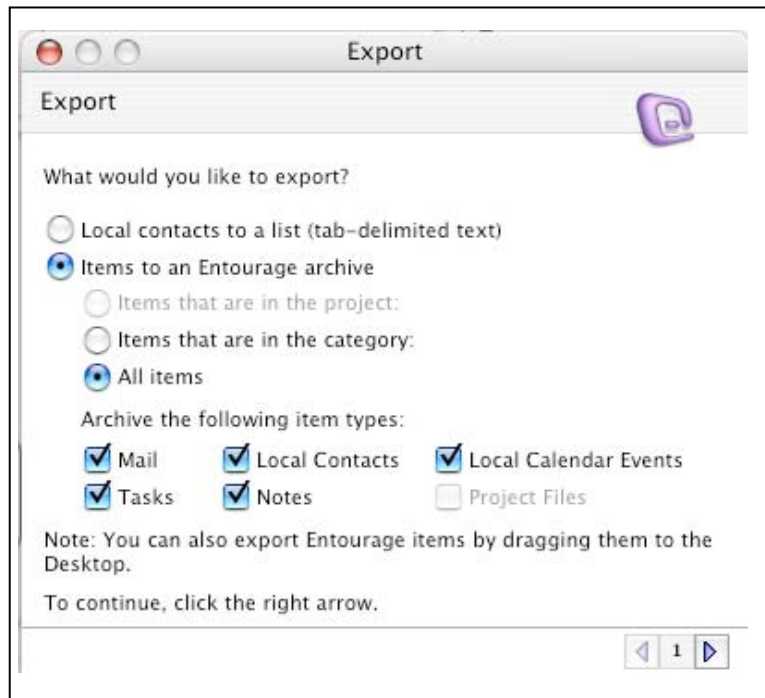 Export
Export
What would you like to export?
Local contacts to a list (tab-delimited text)
Items to an Entourage archive
Items that are in the project:
Items that are in the category:
All items
Archive the following item types:
Mail Local Contacts Local Calendar Events
Tasks Notes Project Files
Note: You can also export Entourage items by dragging them to the
Desktop.
To continue, click the right arrow.
1